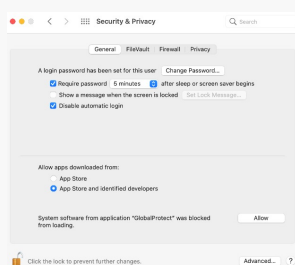 Security & Privacy
Search
General FileVault Firewall Privacy
A login password has been set for this user Change Password...
Require password 5 minutes after sleep or screen saver begins
Show a message when the screen is locked Set Lock Message...
Disable automatic login
Allow apps downloaded from:
App Store
App Store and identified developers
System software from application "GlobalProtect" was blocked Allow
from loading.
Click the lock to prevent further changes. Advanced... ?